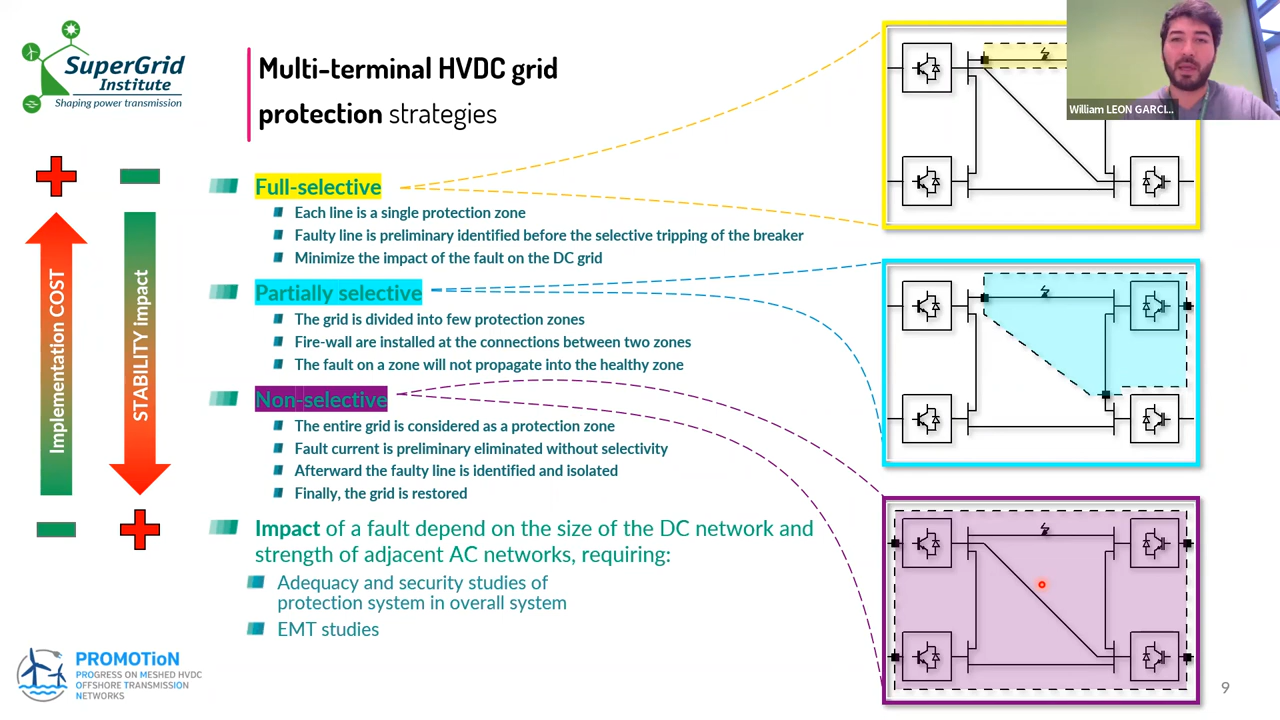 SuperGrid
Institute
Shaping power transmission
Multi-terminal HVDC grid
protection strategies
William LEON GARCI...
Full-selective
Each line is a single protection zone
Faulty line is preliminary identified before the selective tripping of the breaker
Minimize the impact of the fault on the DC grid
Partially selective
The grid is divided into few protection zones
Fire-wall are installed at the connections between two zones
The fault on a zone will not propagate into the healthy zone
Non-selective
The entire grid is considered as a protection zone
Fault current is preliminary eliminated without selectivity
Afterward the faulty line is identified and isolated
Finally, the grid is restored
Implementation COST
STABILITY impact
Impact of a fault depend on the size of the DC network and
strength of adjacent AC networks, requiring:
Adequacy and security studies of
protection system in overall system
EMT studies
PROMOTioN
PROGRESS ON MESHED HVDC
OFFSHORE TRANSMISSION
NETWORKS
9